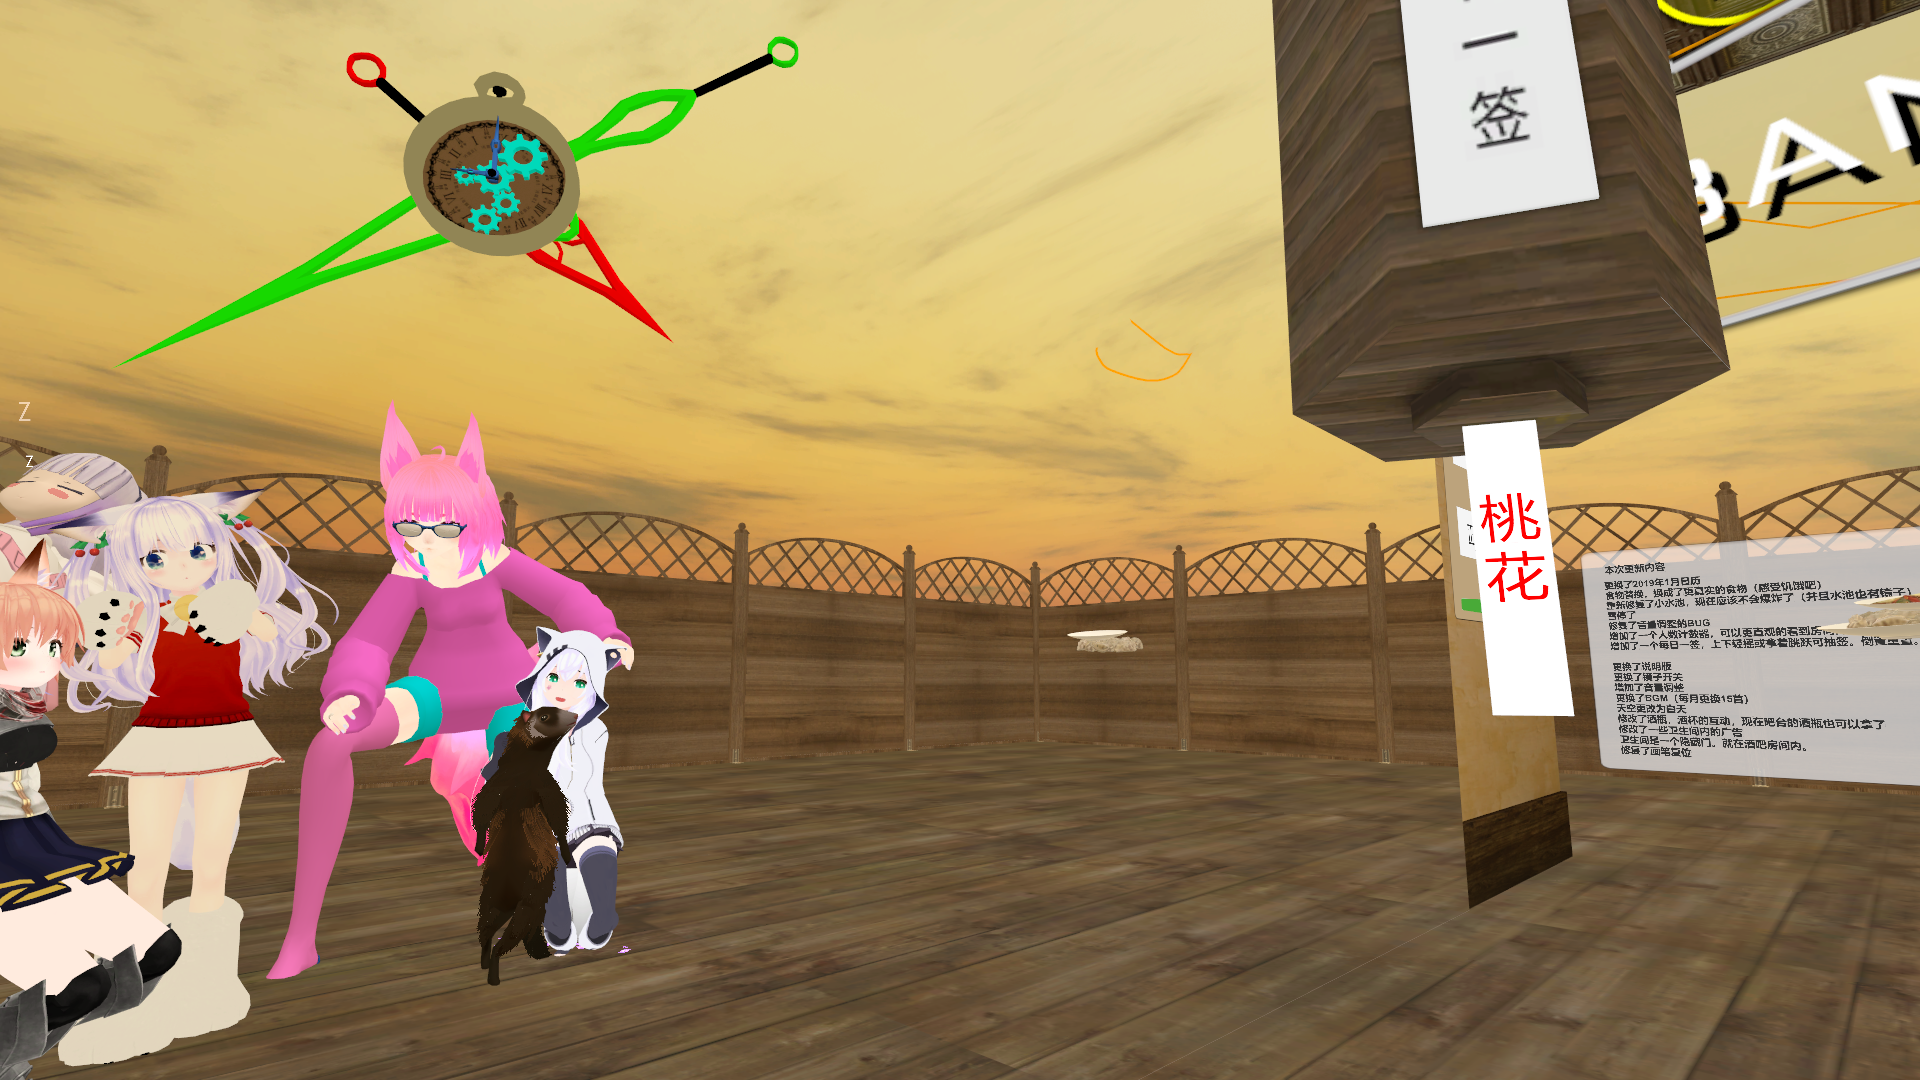 Z
Z
一
签
BAN
桃
花
本次更新内容
更换了2019年1月日历
食物替换，换成了更真实的食物（感受饥饿吧）
重新修复了小水池，现在应该不会爆炸了（并且水池也有镜子）
雪停了
修复了音量调整的BUG
增加了一个人数计数器，可以更直观的看到房间
增加了一个每日一签，上下轻摇或拿着跳跃可抽签。倒置重置。
更换了说明版
更换了镜子开关
增加了音量调整
更换了BGM（每月更换15首）
天空更改为白天
修改了酒瓶，酒杯的互动，现在吧台的酒瓶也可以拿了
修改了一些卫生间内的广告
卫生间是一个隐藏门。就在酒吧房间内。
修复了画笔复位